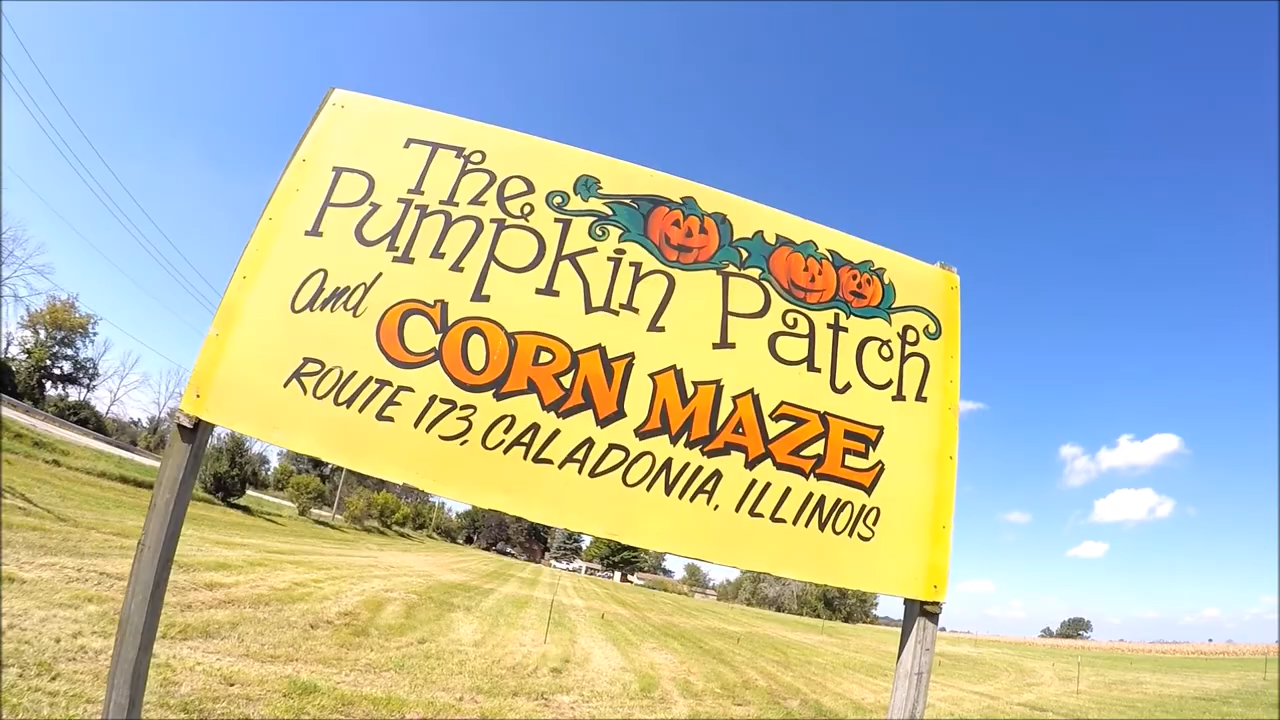 The
Pumpkin Patch
and CORN MAZE
ROUTE 173, CALADONIA, ILLINOIS